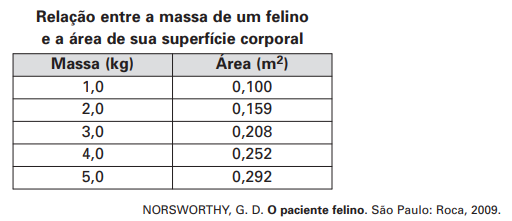 Relação entre a massa de um felino
e a área de sua superfície corporal
Massa (kg) Área (m²)
1,0 0,100
2,0 0,159
3,0 0,208
4,0 0,252
5,0 0,292
NORSWORTHY, G. D. O paciente felino. São Paulo: Roca, 2009.